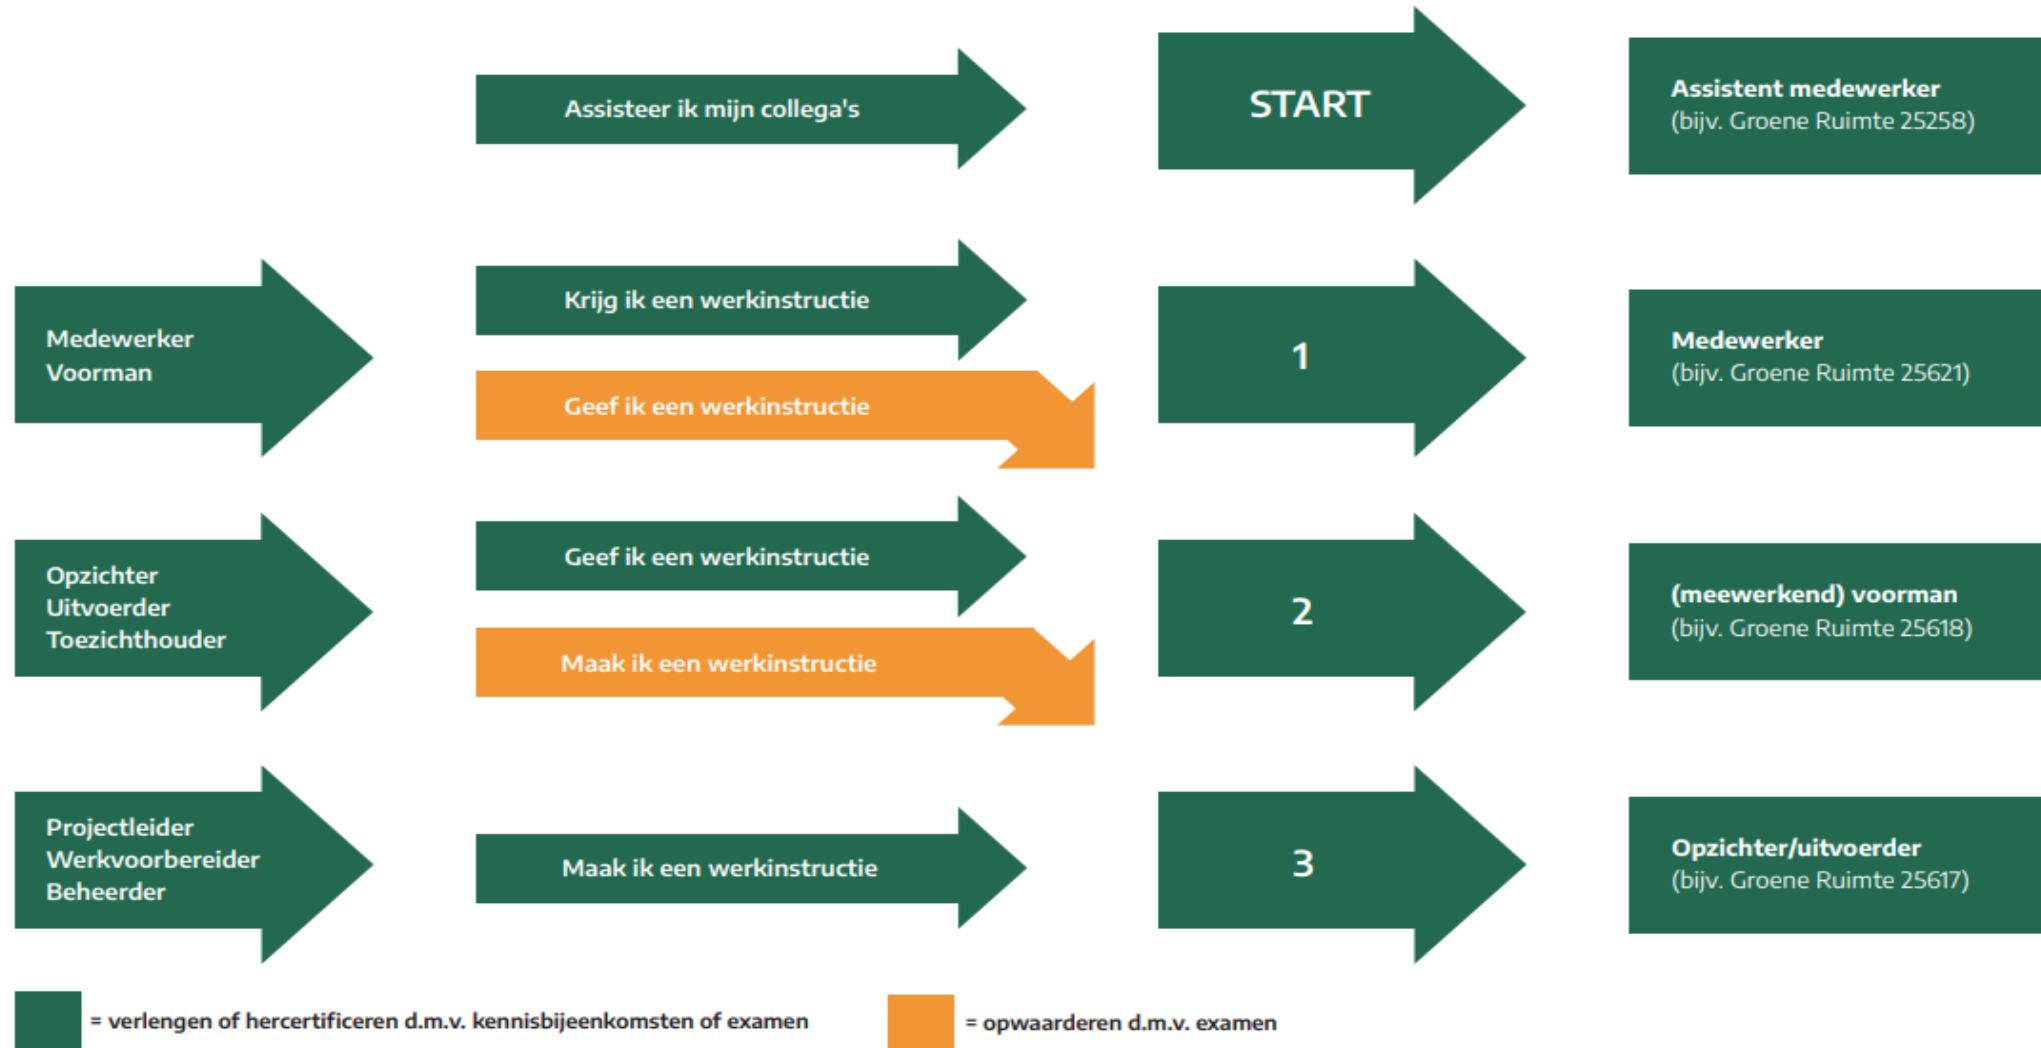 Assisteer ik mijn collega's
START
Assistent medewerker
(bijv. Groene Ruimte 25258)
Medewerker
Voorman
Krijg ik een werkinstructie
Geef ik een werkinstructie
1
Medewerker
(bijv. Groene Ruimte 25621)
Opzichter
Uitvoerder
Toezichthouder
Geef ik een werkinstructie
Maak ik een werkinstructie
2
(meewerkend) voorman
(bijv. Groene Ruimte 25618)
Projectleider
Werkvoorbereider
Beheerder
Maak ik een werkinstructie
3
Opzichter/uitvoerder
(bijv. Groene Ruimte 25617)
= verlengen of hercertificeren d.m.v. kennisbijeenkomsten of examen
= opwaarderen d.m.v. examen